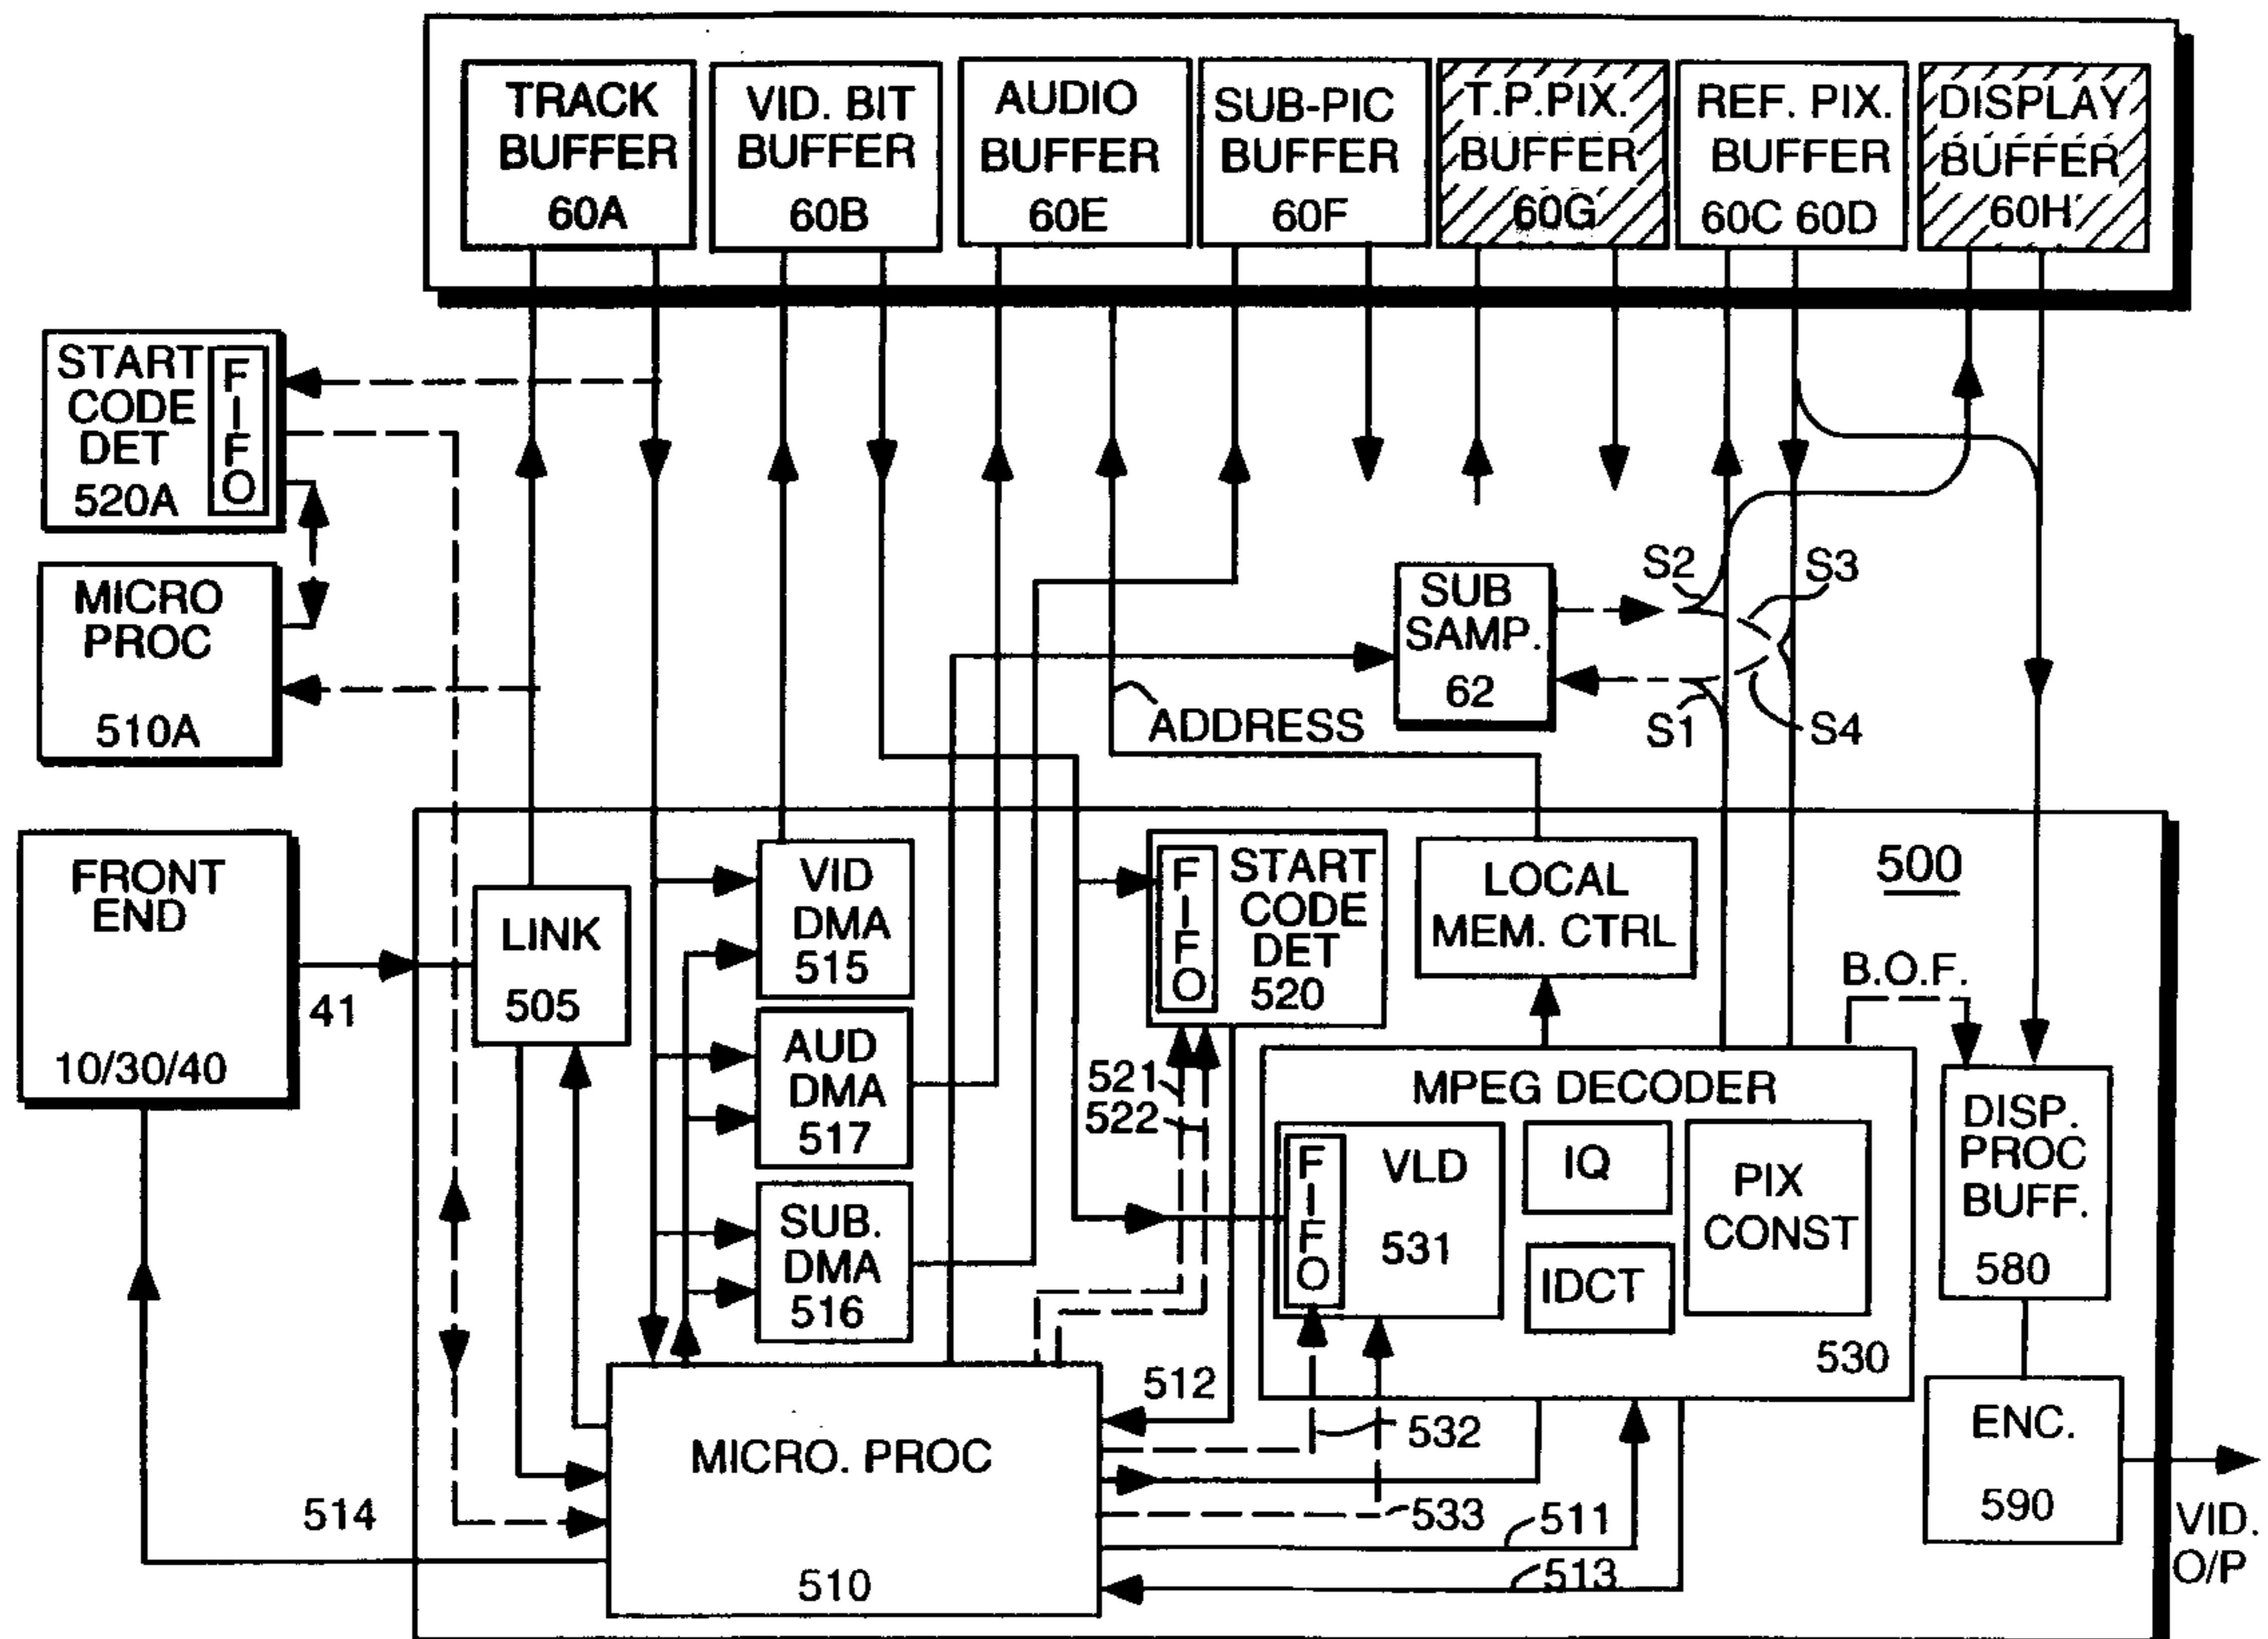 TRACK
BUFFER
60A
VID. BIT
BUFFER
60B
AUDIO
BUFFER
60E
SUB-PIC
BUFFER
60F
T.P.PIX.
BUFFER
60G
REF. PIX.
BUFFER
60C 60D
DISPLAY
BUFFER
60H
START
CODE
DET
520A
FIFO
MICRO
PROC
510A
SUB
SAMP.
62
S2
S3
S1
S4
ADDRESS
FRONT
END
10/30/40
41
LINK
505
VID
DMA
515
AUD
DMA
517
SUB.
DMA
516
FIFO
START
CODE
DET
520
LOCAL
MEM. CTRL
500
B.O.F.
521
522
MPEG DECODER
FIFO
VLD
531
IQ
IDCT
PIX
CONST
530
DISP.
PROC
BUFF.
580
ENC.
590
VID.
O/P
MICRO. PROC
510
512
532
533
511
513
514